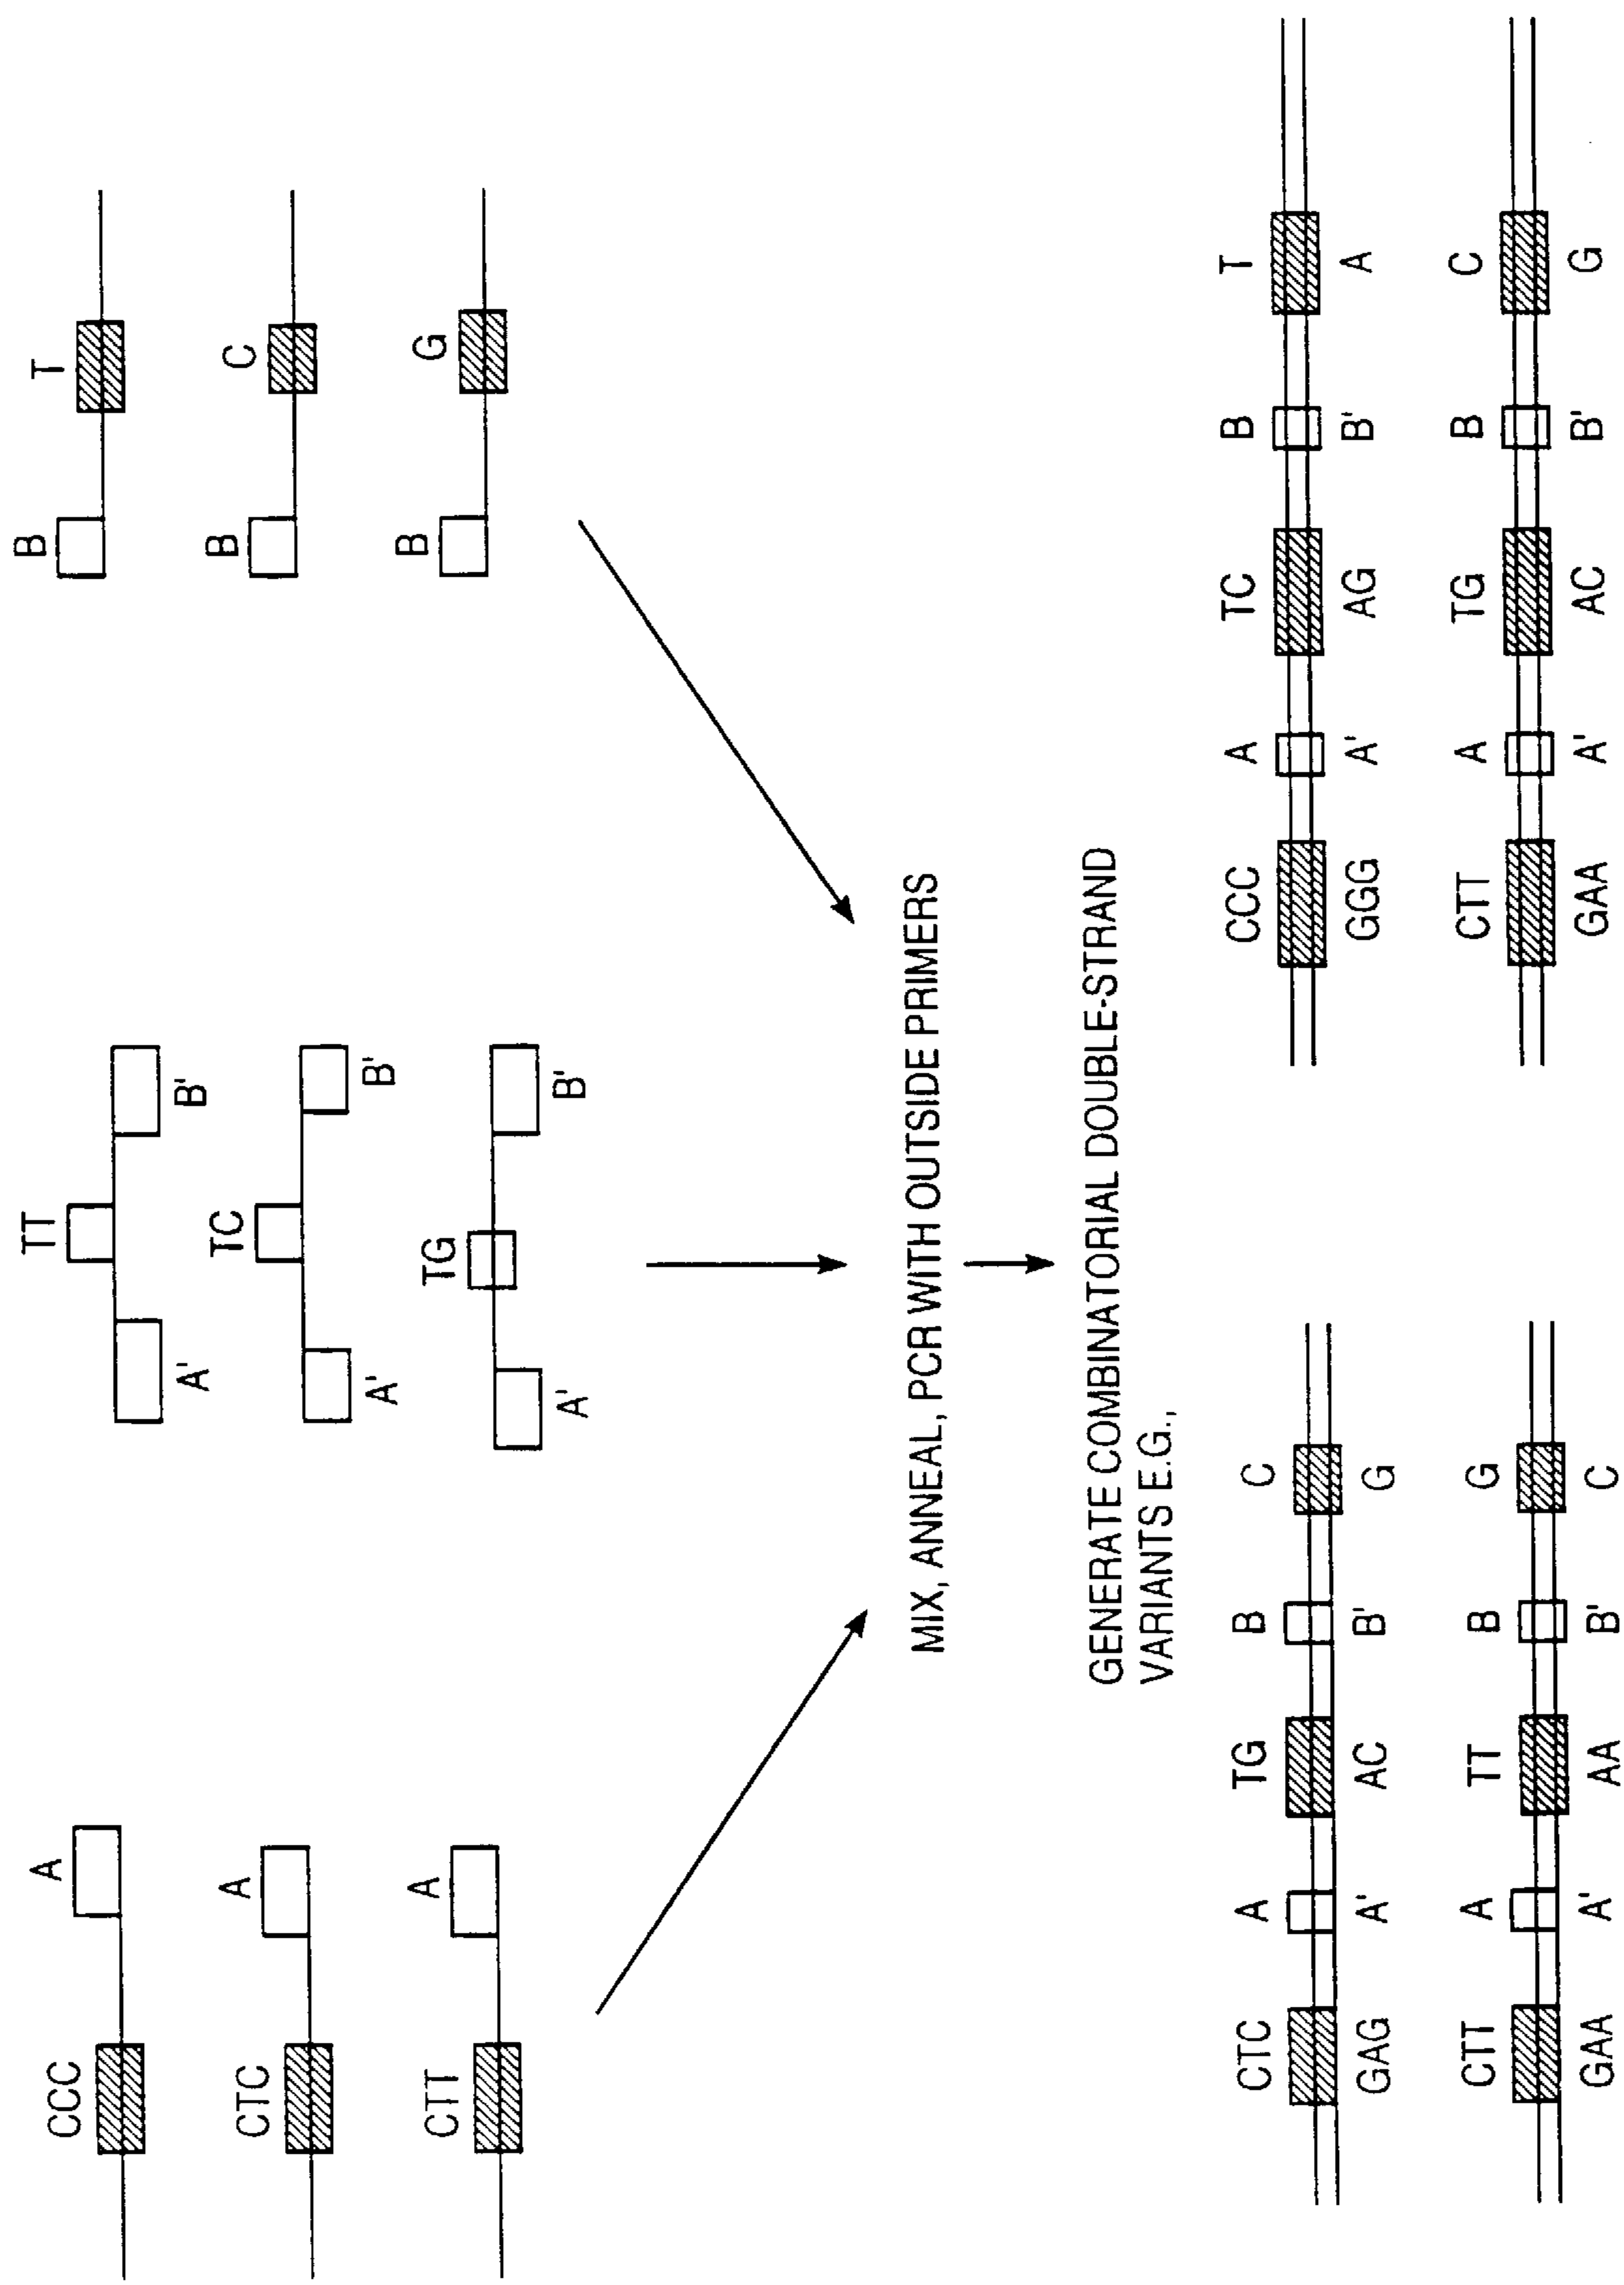 CCC A
CTC A
CTT A
TT
A' B'
TC
A' B'
TG
A' B'
B T
B C
B G
MIX, ANNEAL, PCR WITH OUTSIDE PRIMERS
GENERATE COMBINATORIAL DOUBLE-STRAND
VARIANTS E.G.,
CTC A TG B C
GAG A' AC B' G
CTT A TT B G
GAA A' AA B' C
CCC A TC B T
GGG A' AG B' A
CTT A TG B C
GAA A' AC B' G